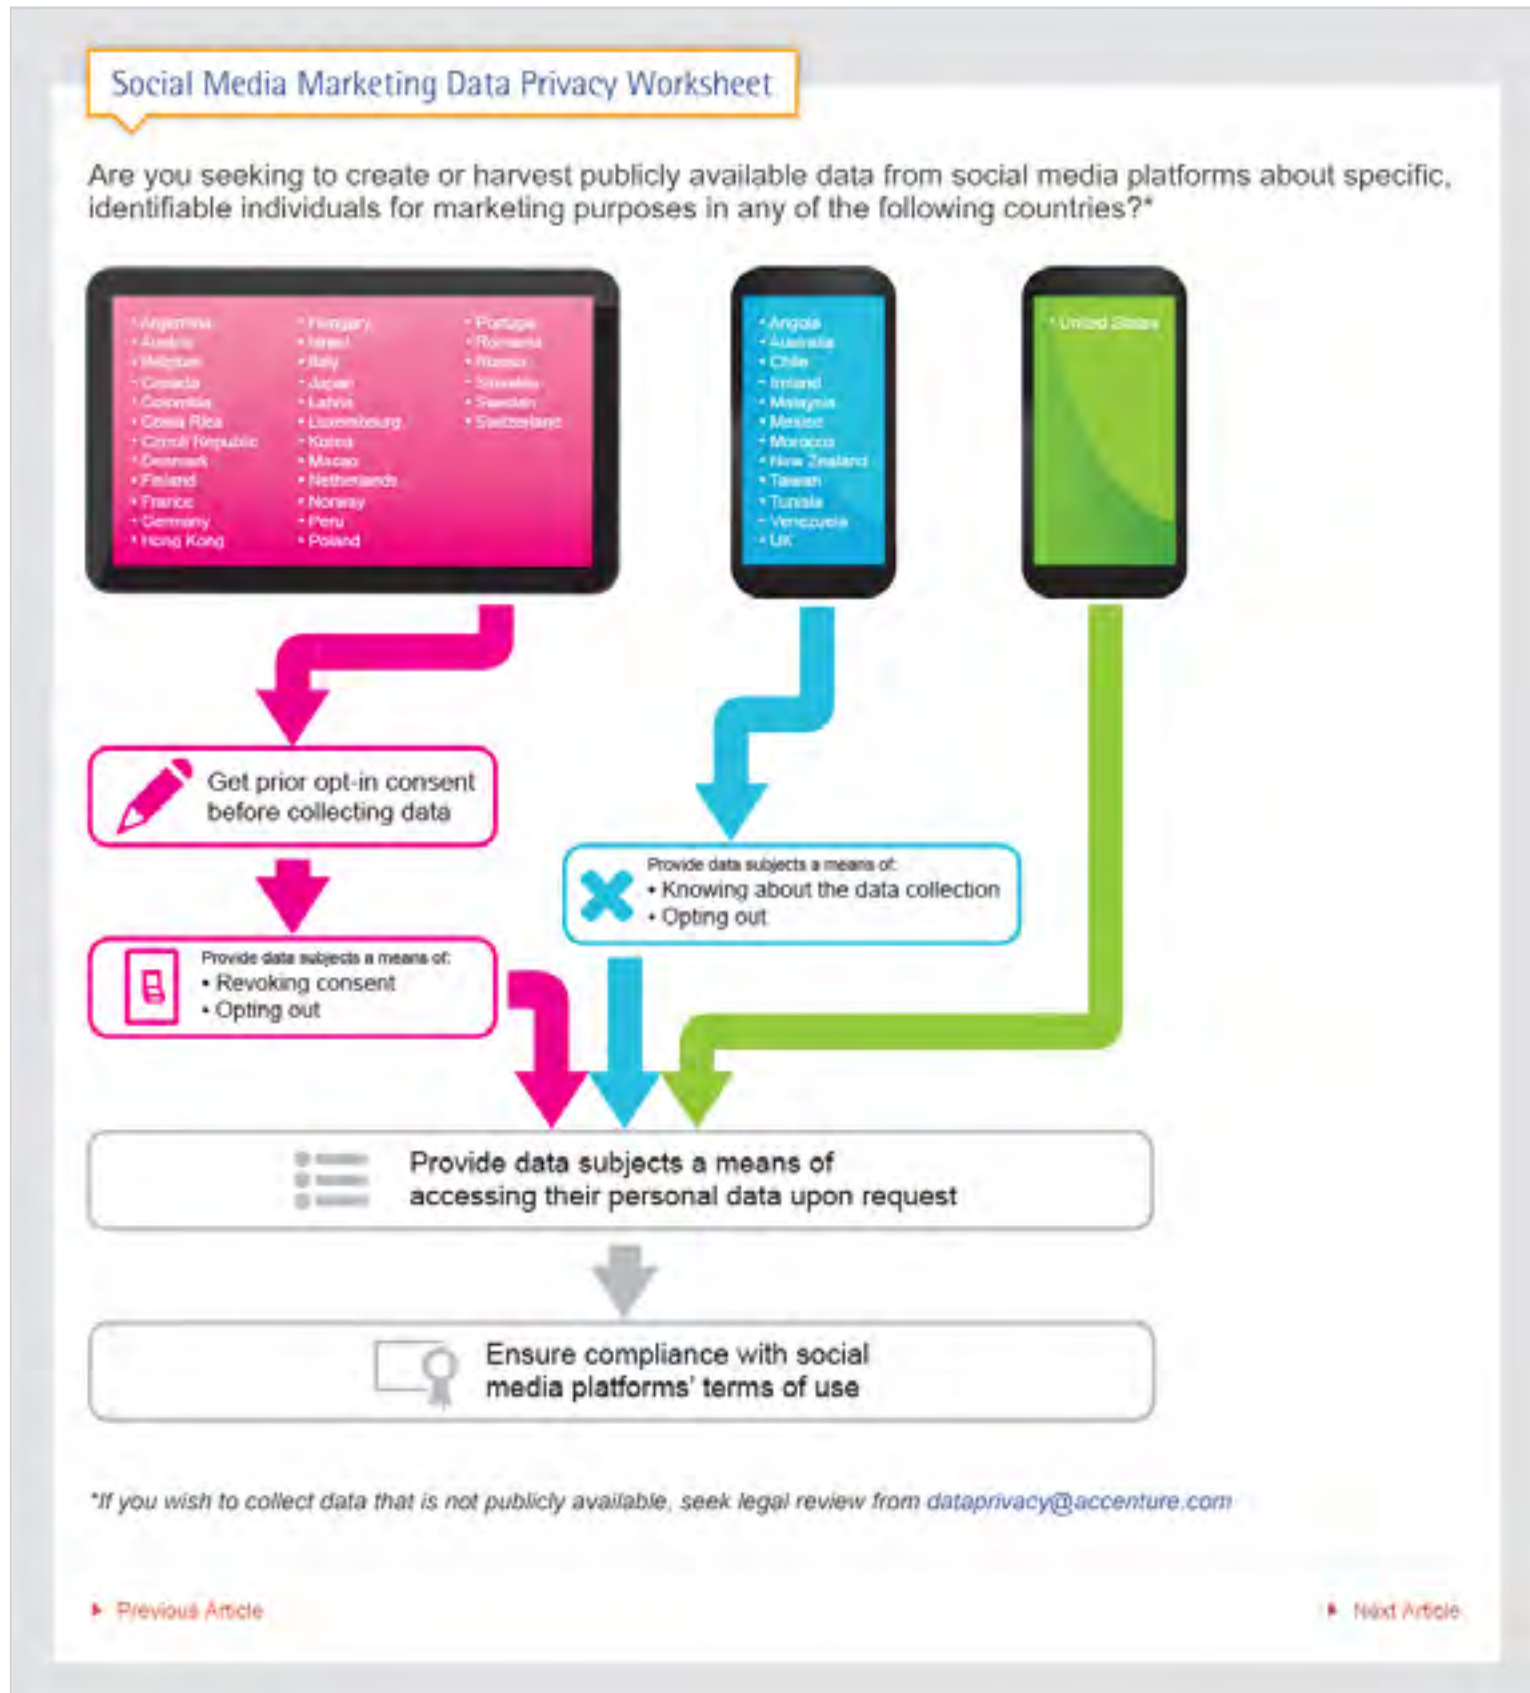 Social Media Marketing Data Privacy Worksheet
Are you seeking to create or harvest publicly available data from social media platforms about specific,
identifiable individuals for marketing purposes in any of the following countries?*
• Argentina
• Austria
• Belgium
• Canada
• Colombia
• Costa Rica
• Czech Republic
• Denmark
• Finland
• France
• Germany
• Hong Kong
• Hungary
• Israel
• Italy
• Japan
• Latvia
• Luxembourg
• Korea
• Macao
• Netherlands
• Norway
• Peru
• Poland
• Portugal
• Romania
• Russia
• Slovakia
• Sweden
• Switzerland
• Angola
• Australia
• Chile
• Ireland
• Malaysia
• Mexico
• Morocco
• New Zealand
• Taiwan
• Tunisia
• Venezuela
• UK
• United States
Get prior opt-in consent
before collecting data
Provide data subjects a means of:
• Knowing about the data collection
• Opting out
Provide data subjects a means of:
• Revoking consent
• Opting out
Provide data subjects a means of
accessing their personal data upon request
Ensure compliance with social
media platforms' terms of use
*If you wish to collect data that is not publicly available, seek legal review from dataprivacy@accenture.com
Previous Article
Next Article